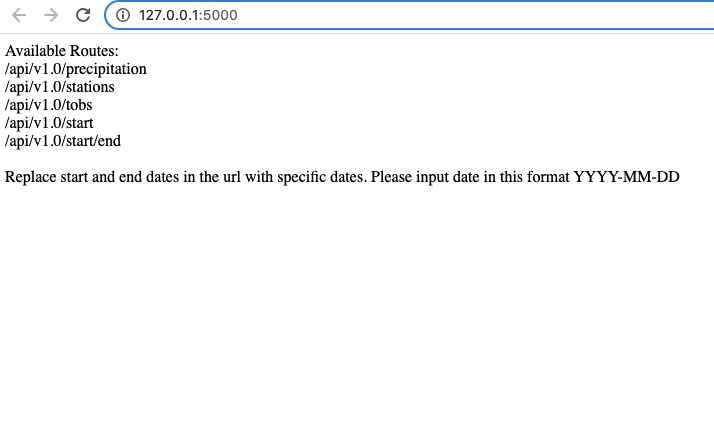 127.0.0.1:5000
Available Routes:
/api/v1.0/precipitation
/api/v1.0/stations
/api/v1.0/tobs
/api/v1.0/start
/api/v1.0/start/end
Replace start and end dates in the url with specific dates. Please input date in this format YYYY-MM-DD